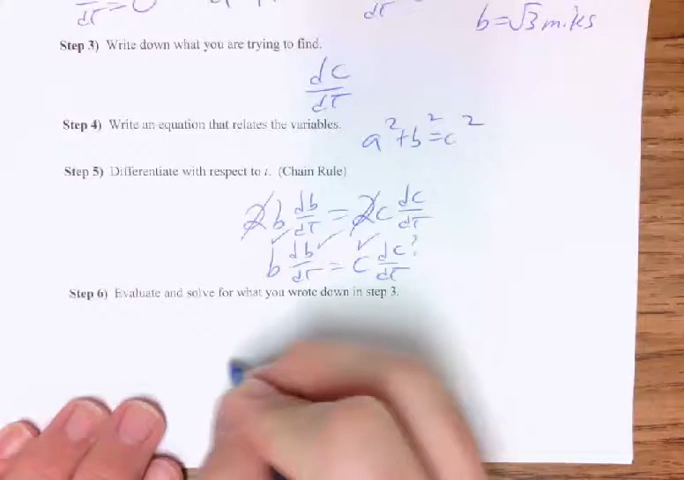 b=√3 miles
Step 3) Write down what you are trying to find.
dc/dt
Step 4) Write an equation that relates the variables. a²+b²=c²
Step 5) Differentiate with respect to t. (Chain Rule)
2b db/dt = 2c dc/dt
b db/dt = c dc/dt ?
Step 6) Evaluate and solve for what you wrote down in step 3.